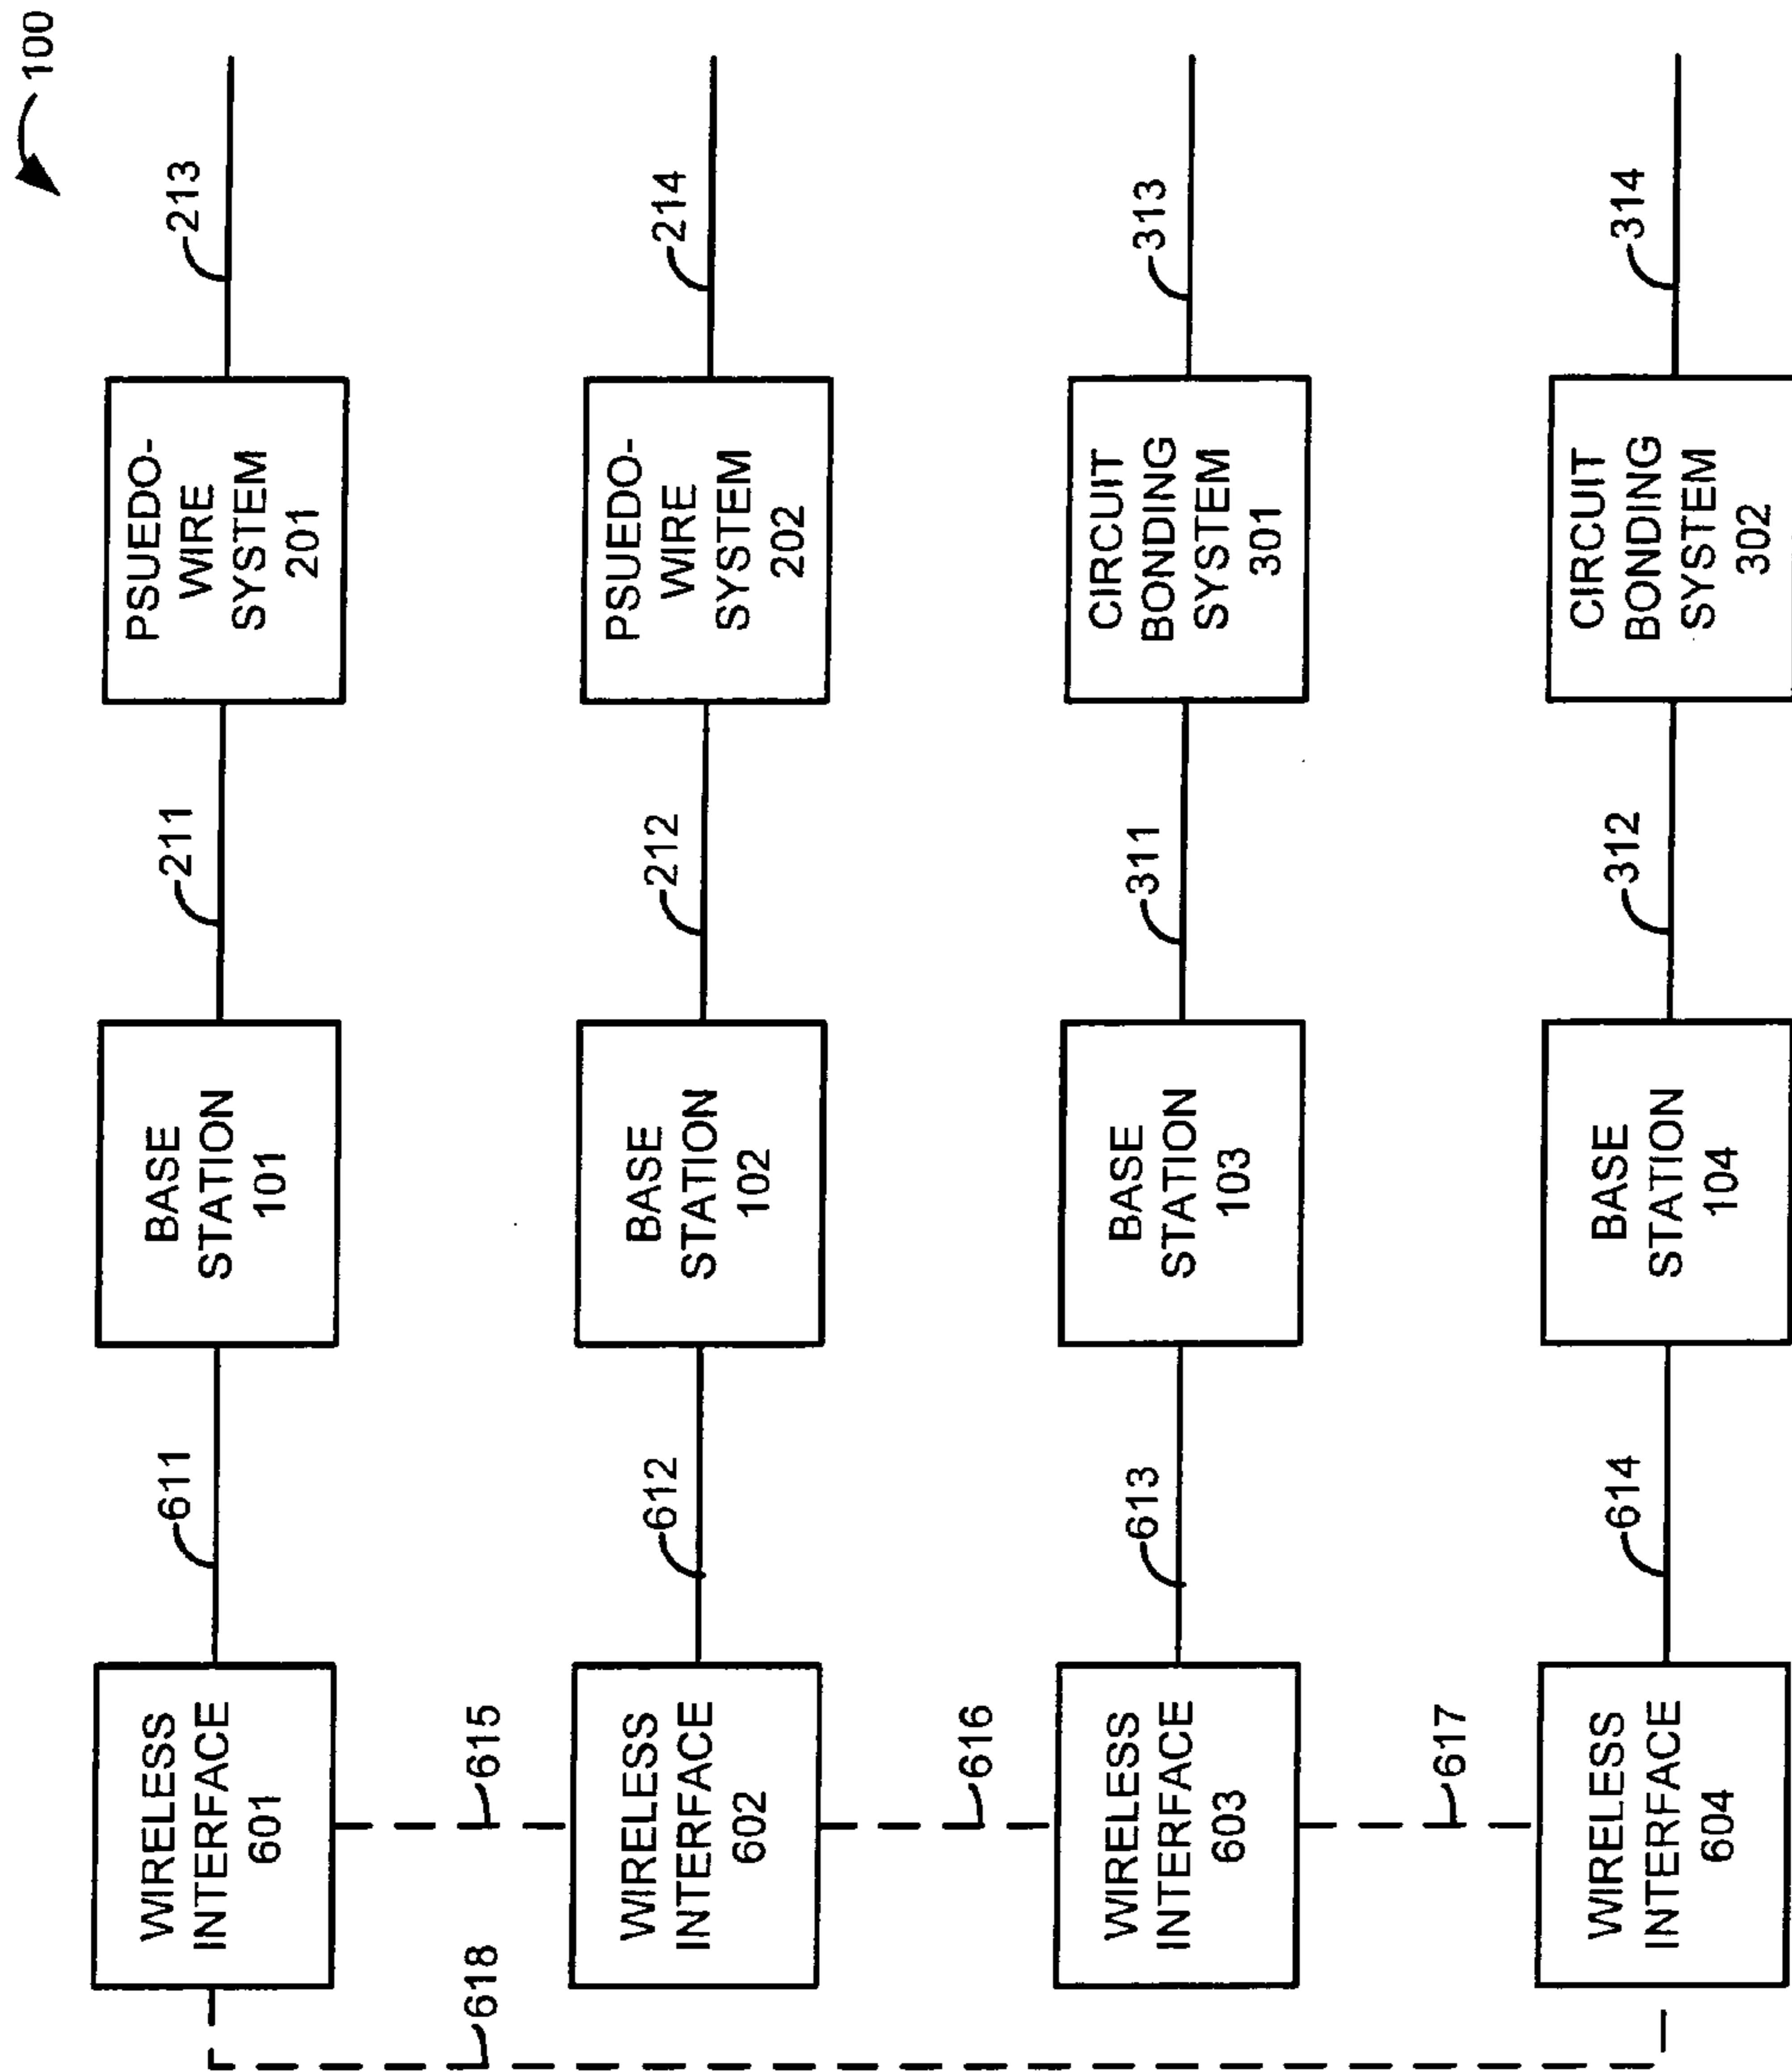 100
213
214
313
314
PSUEDO-
WIRE
SYSTEM
201
PSUEDO-
WIRE
SYSTEM
202
CIRCUIT
BONDING
SYSTEM
301
CIRCUIT
BONDING
SYSTEM
302
211
212
311
312
BASE
STATION
101
BASE
STATION
102
BASE
STATION
103
BASE
STATION
104
611
612
613
614
WIRELESS
INTERFACE
601
615
WIRELESS
INTERFACE
602
616
WIRELESS
INTERFACE
603
617
WIRELESS
INTERFACE
604
618